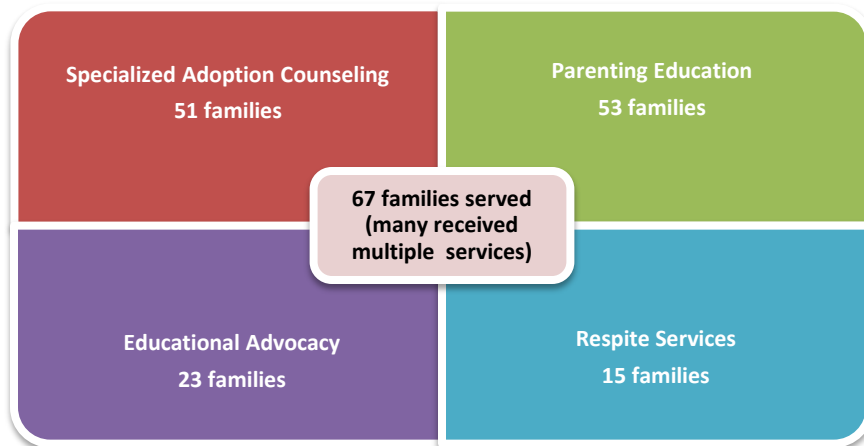 Specialized Adoption Counseling
51 families
Parenting Education
53 families
67 families served
(many received
multiple services)
Educational Advocacy
23 families
Respite Services
15 families